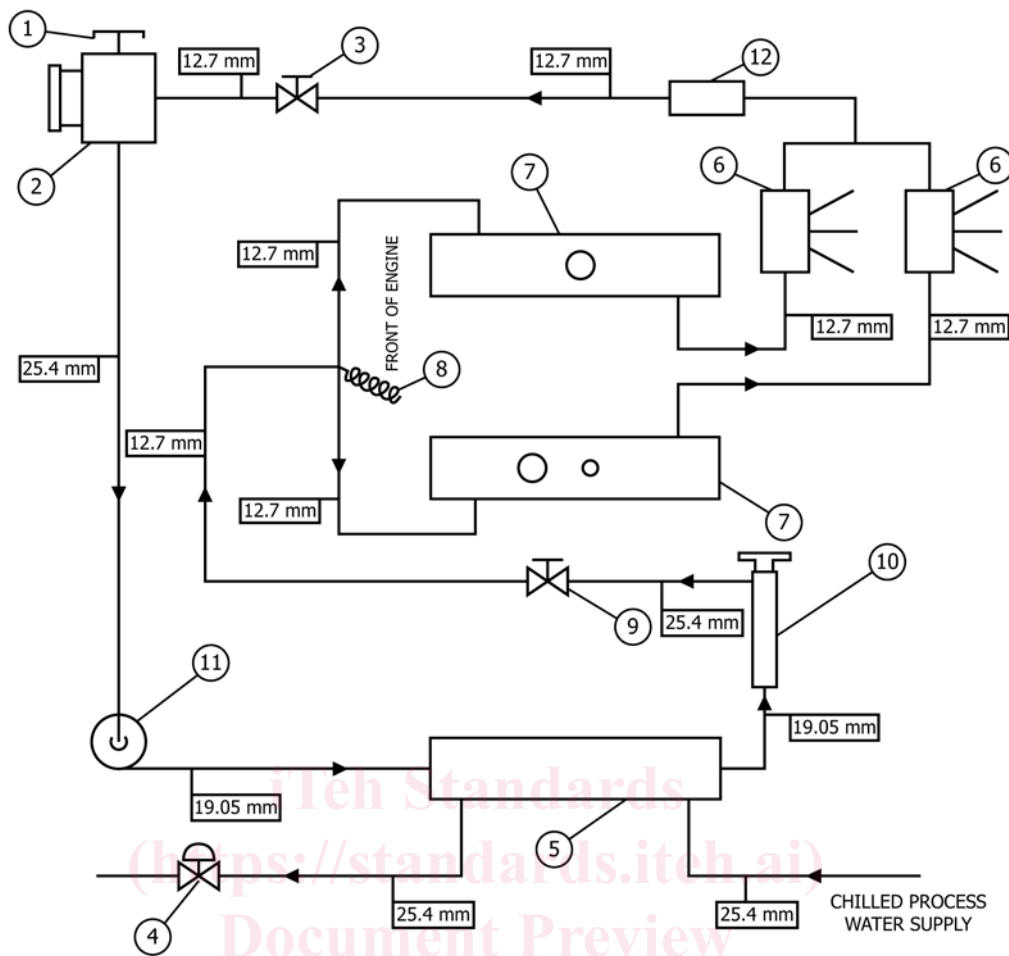 1
12.7 mm
3
12.7 mm
12
2
6
6
7
12.7 mm
FRONT OF ENGINE
12.7 mm
12.7 mm
25.4 mm
8
12.7 mm
12.7 mm
7
10
9
25.4 mm
11
19.05 mm
iTeh Standards
19.05 mm
5
(https://standards.iteh.ai)
4
25.4 mm
25.4 mm
CHILLED PROCESS
WATER SUPPLY
Document Preview